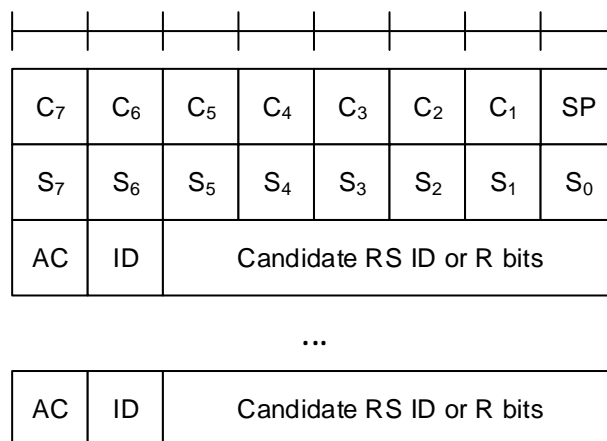 C₇ C₆ C₅ C₄ C₃ C₂ C₁ SP
S₇ S₆ S₅ S₄ S₃ S₂ S₁ S₀
AC ID Candidate RS ID or R bits
...
AC ID Candidate RS ID or R bits